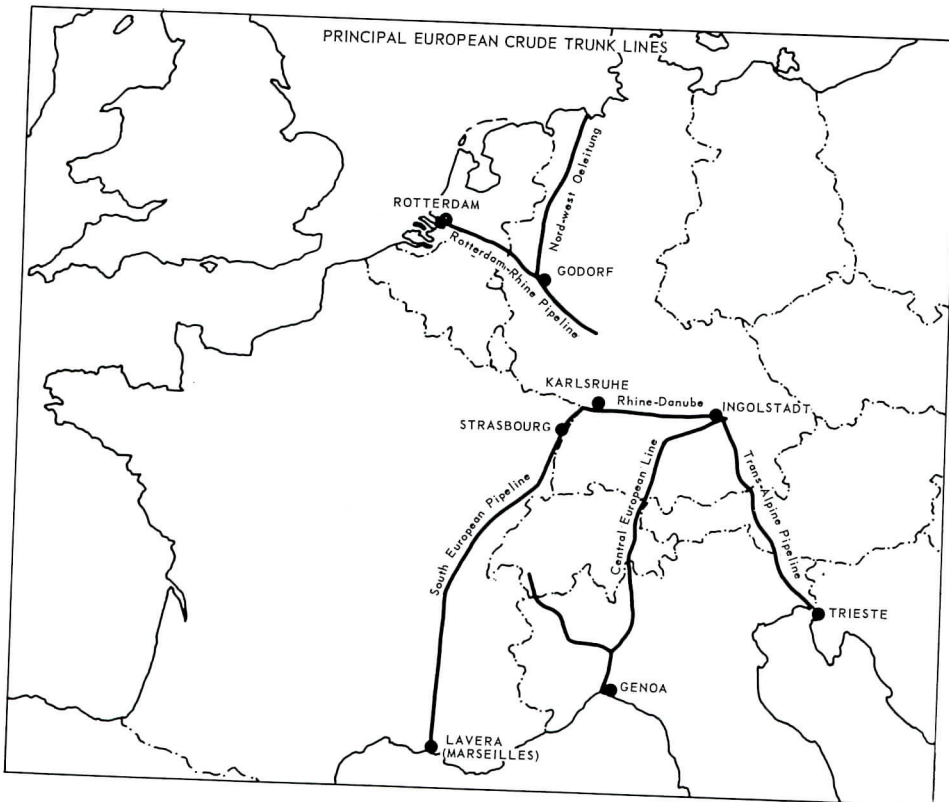 PRINCIPAL EUROPEAN CRUDE TRUNK LINES
Nord-west Oeleitung
ROTTERDAM
Rotterdam-Rhine Pipeline
GODORF
KARLSRUHE
Rhine-Danube
INGOLSTADT
STRASBOURG
South European Pipeline
Central European Line
Trans-Alpine Pipeline
TRIESTE
GENOA
LAVERA
(MARSEILLES)